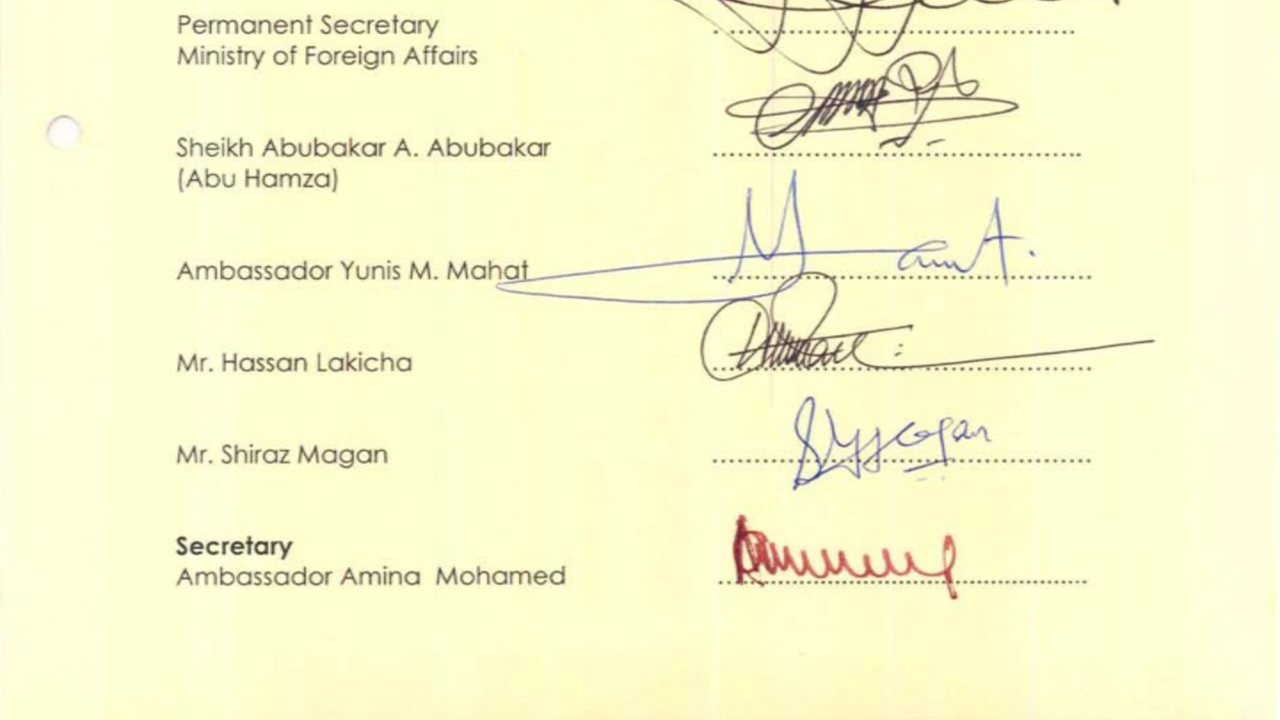 Permanent Secretary
Ministry of Foreign Affairs
Sheikh Abubakar A. Abubakar
(Abu Hamza)
Ambassador Yunis M. Mahat
Mr. Hassan Lakicha
Mr. Shiraz Magan
Secretary
Ambassador Amina Mohamed